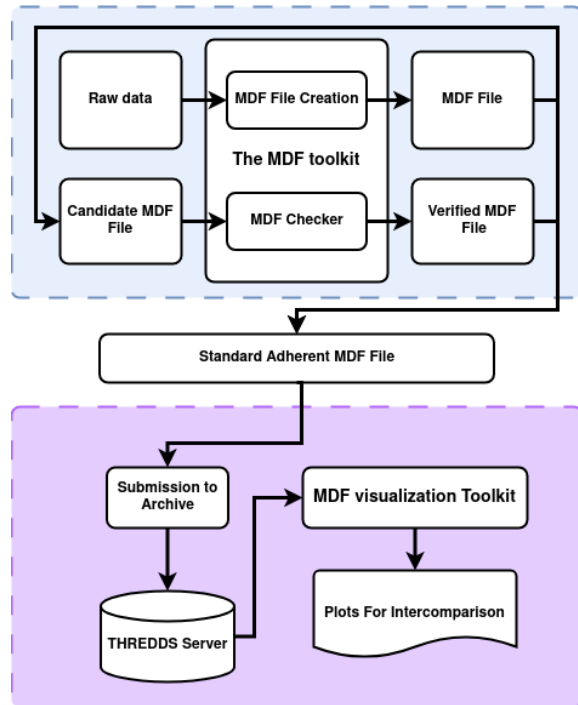 Raw data
MDF File Creation
MDF File
The MDF toolkit
Candidate MDF
File
MDF Checker
Verified MDF
File
Standard Adherent MDF File
Submission to
Archive
MDF visualization Toolkit
THREDDS Server
Plots For Intercomparison